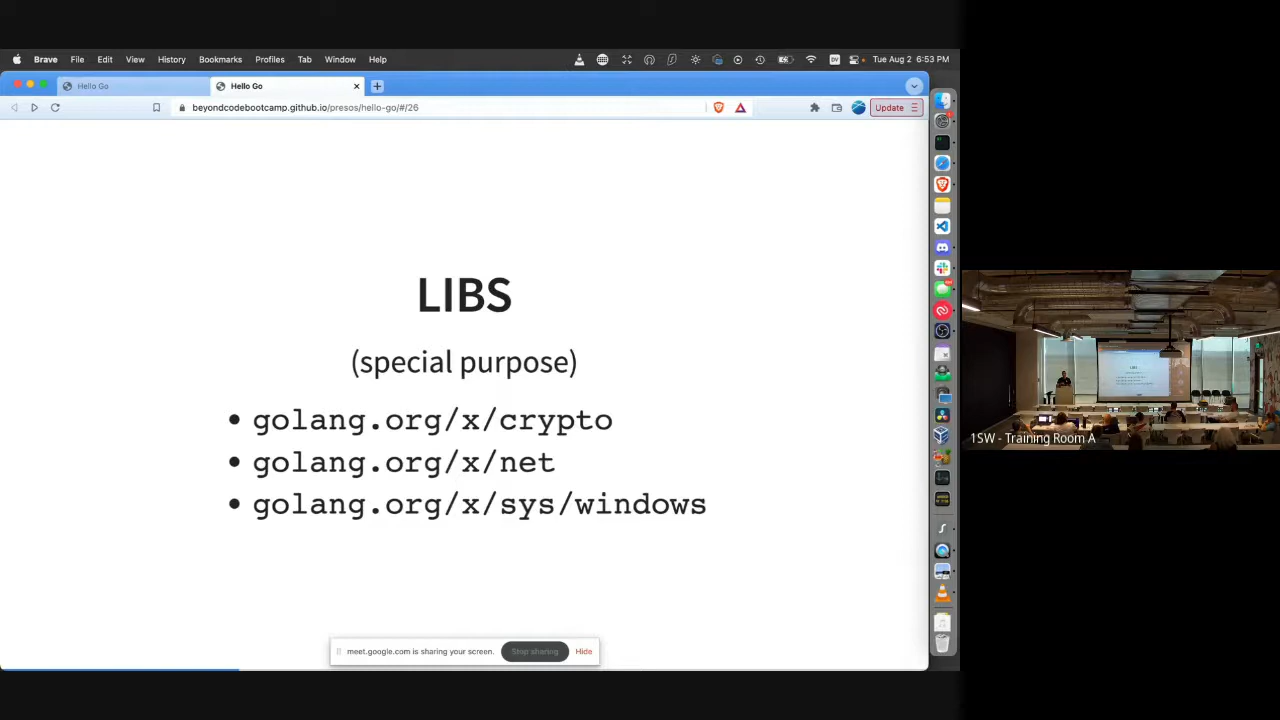 Brave File Edit View History Bookmarks Profiles Tab Window Help Tue Aug 2 6:53 PM
Hello Go
Hello Go
beyondcodebootcamp.github.io/presos/hello-go/#/26
Update
LIBS
(special purpose)
• golang.org/x/crypto
• golang.org/x/net
• golang.org/x/sys/windows
meet.google.com is sharing your screen. Stop sharing Hide
1SW - Training Room A